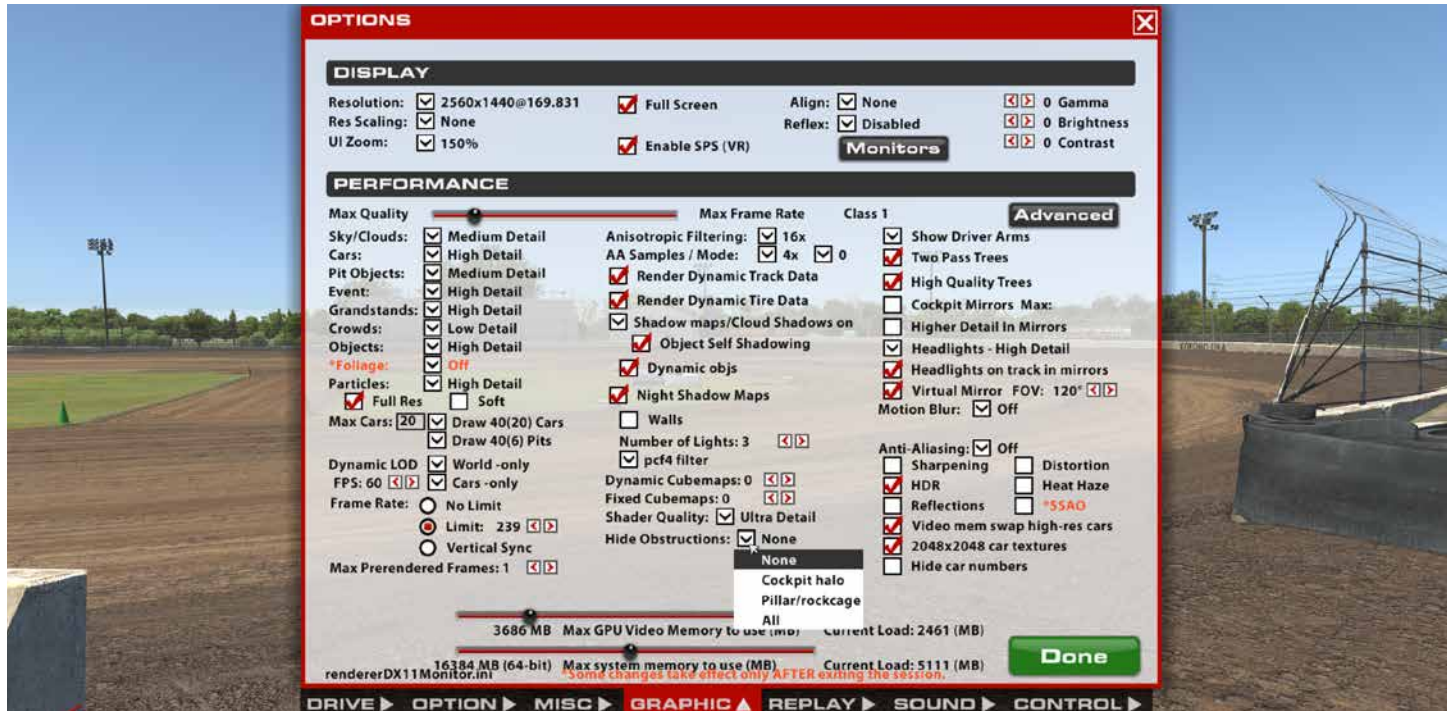 OPTIONS
DISPLAY
Resolution: 2560x1440@169.831 Full Screen Align: None 0 Gamma
Res Scaling: None Reflex: Disabled 0 Brightness
UI Zoom: 150% Enable SPS (VR) Monitors 0 Contrast
PERFORMANCE
Max Quality Max Frame Rate Class 1 Advanced
Sky/Clouds: Medium Detail
Cars: High Detail
Pit Objects: Medium Detail
Event: High Detail
Grandstands: High Detail
Crowds: Low Detail
Objects: High Detail
*Foliage: Off
Particles: High Detail
Full Res Soft
Max Cars: 20 Draw 40(20) Cars
Draw 40(6) Pits
Dynamic LOD World -only
FPS: 60 Cars -only
Frame Rate: No Limit
Limit: 239
Vertical Sync
Max Prerendered Frames: 1
Anisotropic Filtering: 16x
AA Samples / Mode: 4x 0
Render Dynamic Track Data
Render Dynamic Tire Data
Shadow maps/Cloud Shadows on
Object Self Shadowing
Dynamic objs
Night Shadow Maps
Walls
Number of Lights: 3
pcf4 filter
Dynamic Cubemaps: 0
Fixed Cubemaps: 0
Shader Quality: Ultra Detail
Hide Obstructions: None
None
Cockpit halo
Pillar/rockcage
All
Show Driver Arms
Two Pass Trees
High Quality Trees
Cockpit Mirrors Max:
Higher Detail In Mirrors
Headlights - High Detail
Headlights on track in mirrors
Virtual Mirror FOV: 120°
Motion Blur: Off
Anti-Aliasing: Off
Sharpening Distortion
HDR Heat Haze
Reflections *SSAO
Video mem swap high-res cars
2048x2048 car textures
Hide car numbers
3686 MB Max GPU Video Memory to use (MB) Current Load: 2461 (MB)
16384 MB (64-bit) Max system memory to use (MB) Current Load: 5111 (MB)
rendererDX11Monitor.ini *Some changes take effect only AFTER exiting the session.
Done
DRIVE OPTION MISC GRAPHIC REPLAY SOUND CONTROL